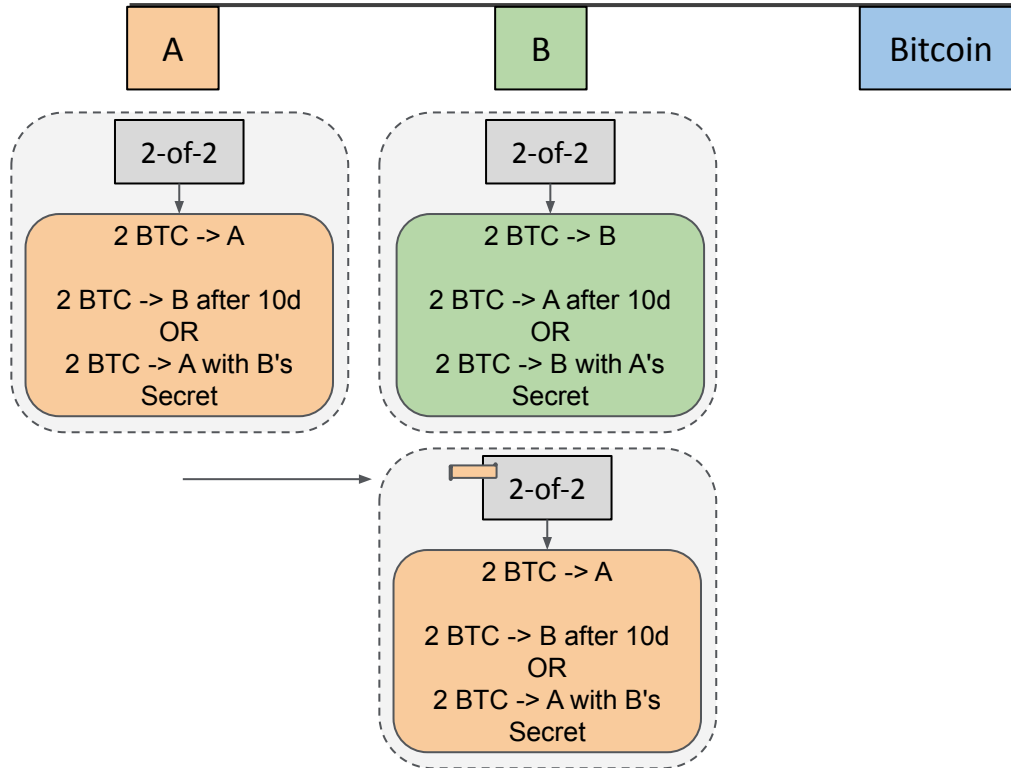 A
B
Bitcoin
2-of-2
2 BTC -> A
2 BTC -> B after 10d
OR
2 BTC -> A with B's
Secret
2-of-2
2 BTC -> B
2 BTC -> A after 10d
OR
2 BTC -> B with A's
Secret
2-of-2
2 BTC -> A
2 BTC -> B after 10d
OR
2 BTC -> A with B's
Secret